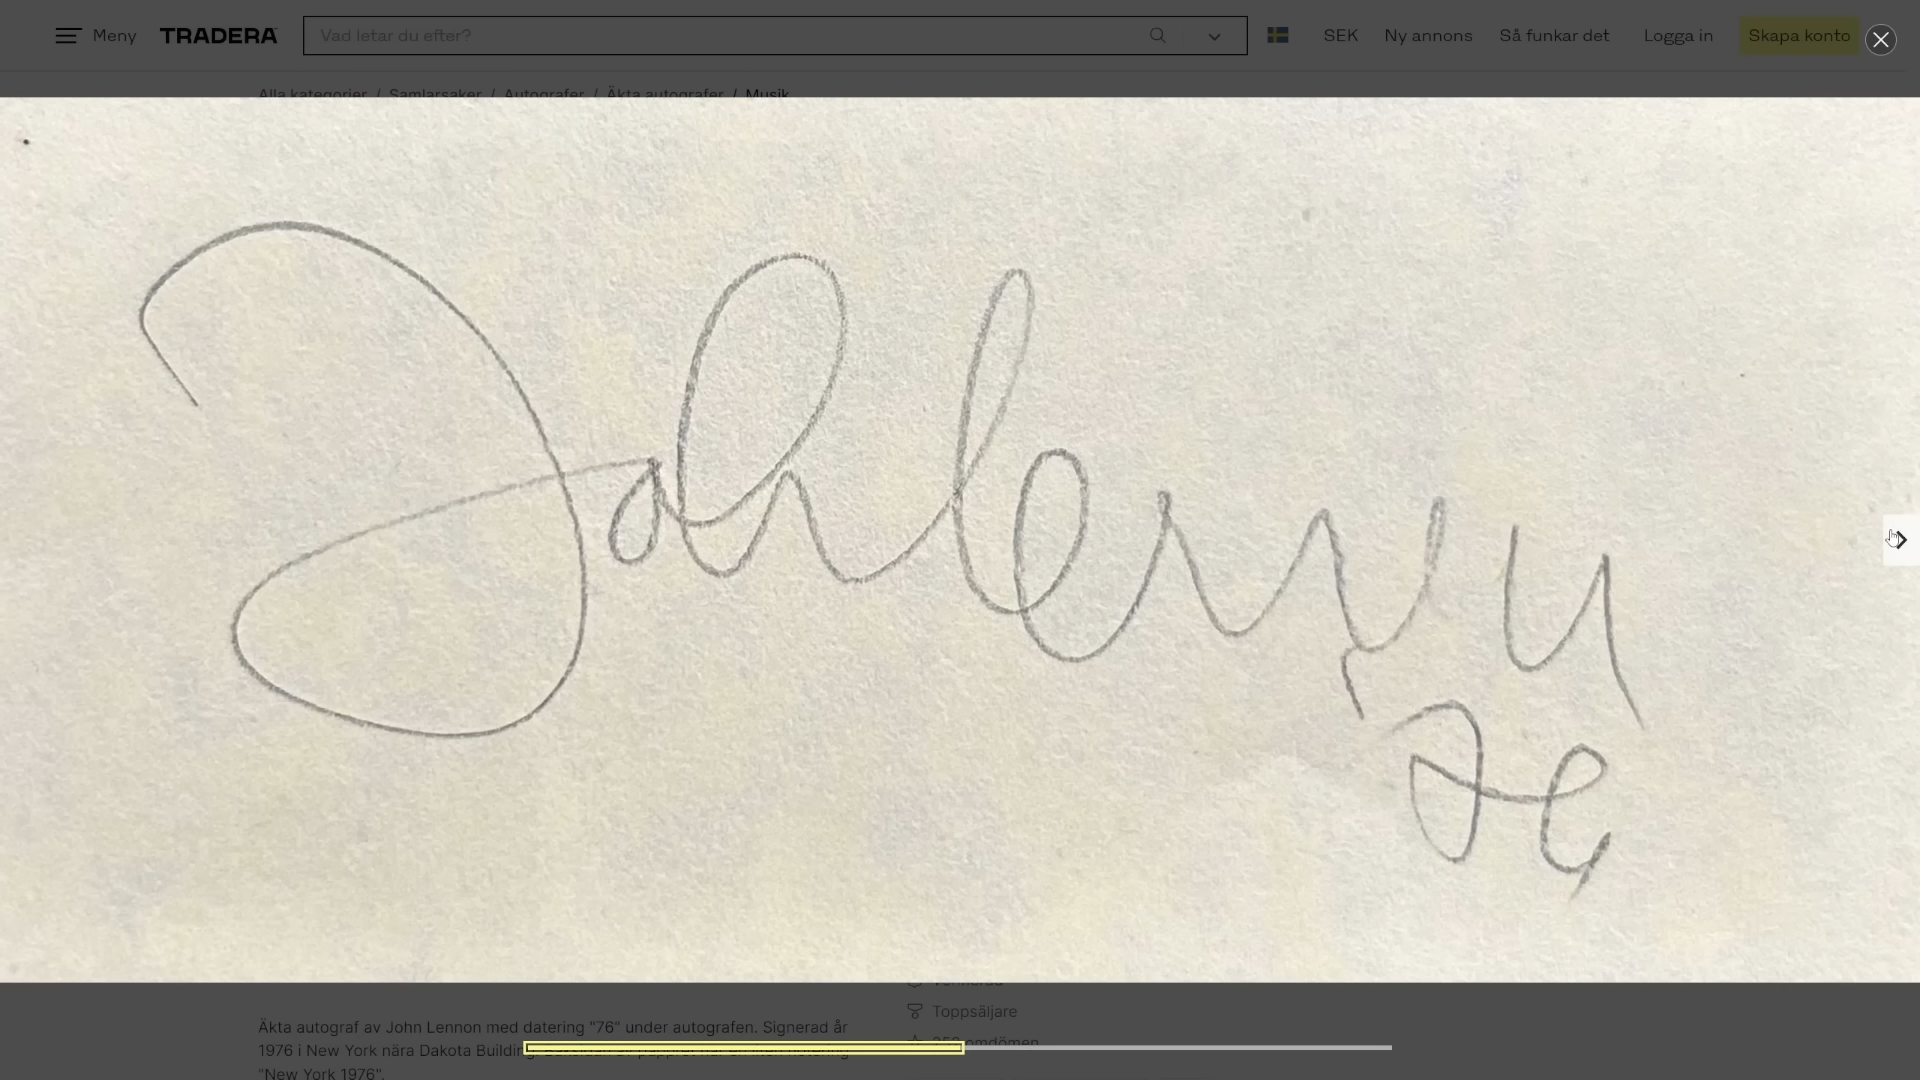 Meny TRADERA Vad letar du efter? SEK Ny annons Så funkar det Logga in Skapa konto
Alla kategorier / Samlarsaker / Autografer / Äkta autografer / Musik
John Lennon
76
Toppsäljare
omdömen
Äkta autograf av John Lennon med datering "76" under autografen. Signerad år
1976 i New York nära Dakota Building.
"New York 1976".